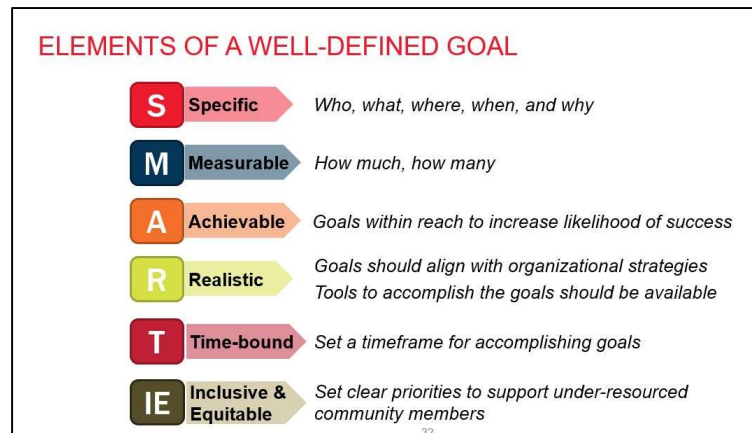 ELEMENTS OF A WELL-DEFINED GOAL
S Specific Who, what, where, when, and why
M Measurable How much, how many
A Achievable Goals within reach to increase likelihood of success
R Realistic Goals should align with organizational strategies
Tools to accomplish the goals should be available
T Time-bound Set a timeframe for accomplishing goals
IE Inclusive & Equitable Set clear priorities to support under-resourced
community members
32